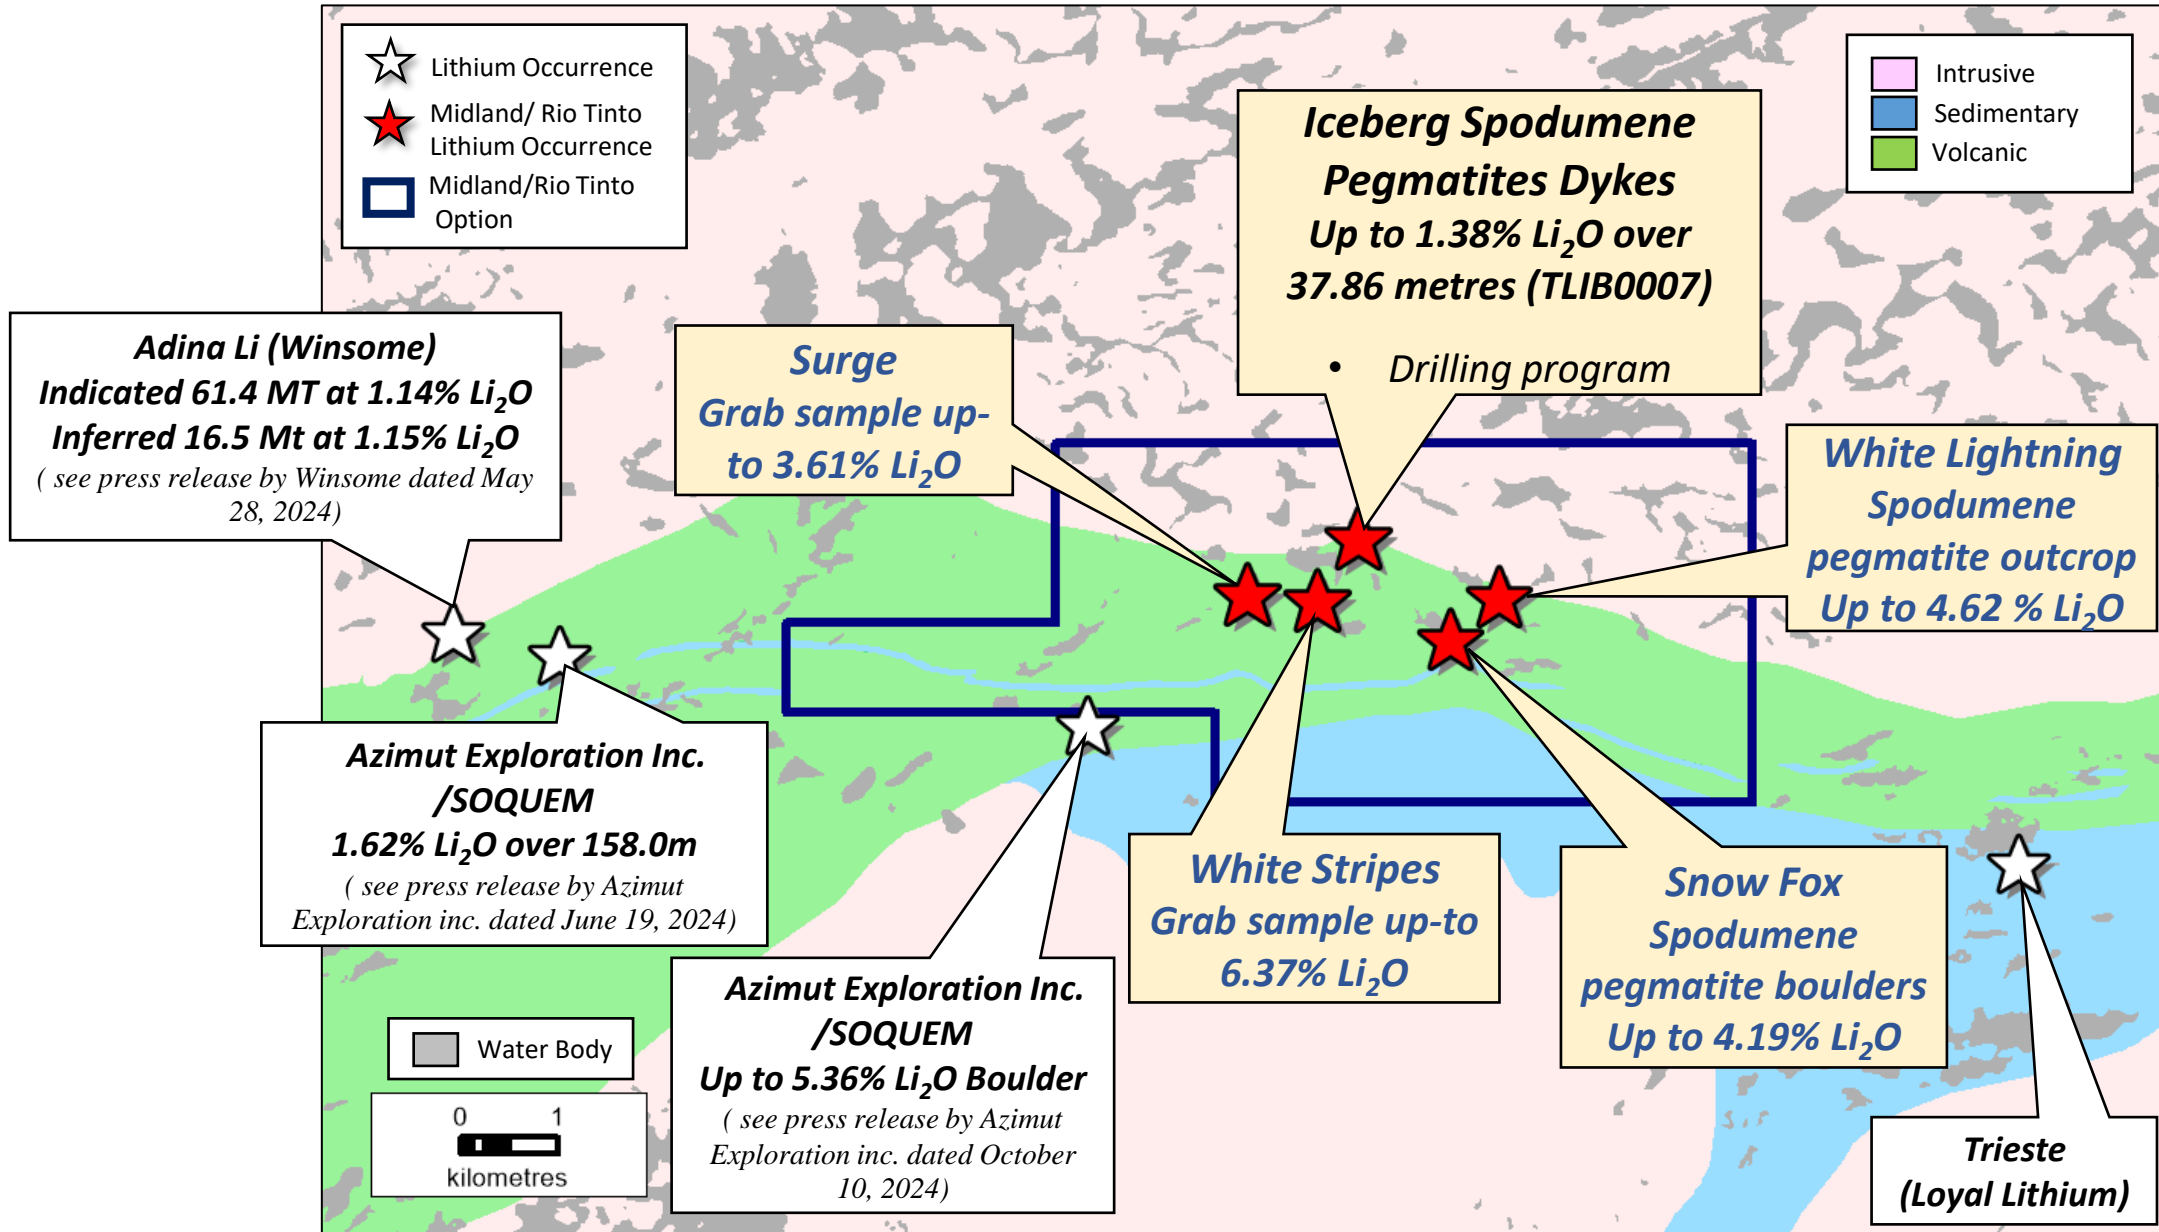 Lithium Occurrence
Midland/ Rio Tinto
Lithium Occurrence
Midland/Rio Tinto
Option
Intrusive
Sedimentary
Volcanic
Iceberg Spodumene
Pegmatites Dykes
Up to 1.38% Li₂O over
37.86 metres (TLIB0007)
• Drilling program
Adina Li (Winsome)
Indicated 61.4 MT at 1.14% Li₂O
Inferred 16.5 Mt at 1.15% Li₂O
( see press release by Winsome dated May
28, 2024)
Surge
Grab sample up-
to 3.61% Li₂O
White Lightning
Spodumene
pegmatite outcrop
Up to 4.62 % Li₂O
Azimut Exploration Inc.
/SOQUEM
1.62% Li₂O over 158.0m
( see press release by Azimut
Exploration inc. dated June 19, 2024)
White Stripes
Grab sample up-to
6.37% Li₂O
Snow Fox
Spodumene
pegmatite boulders
Up to 4.19% Li₂O
Azimut Exploration Inc.
/SOQUEM
Up to 5.36% Li₂O Boulder
( see press release by Azimut
Exploration inc. dated October
10, 2024)
Water Body
0 1
kilometres
Trieste
(Loyal Lithium)